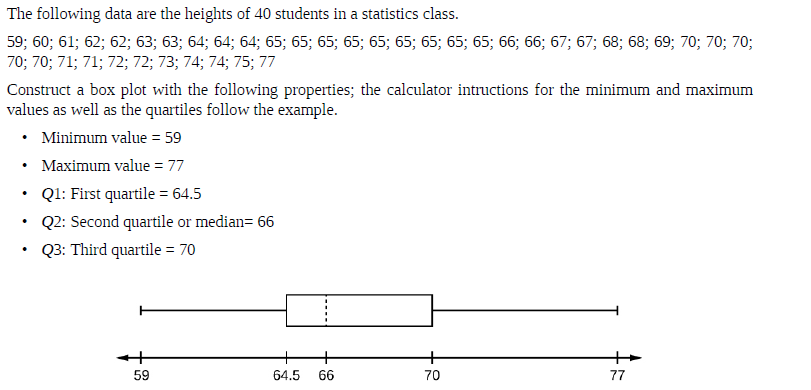 The following data are the heights of 40 students in a statistics class.
59; 60; 61; 62; 62; 63; 63; 64; 64; 64; 65; 65; 65; 65; 65; 65; 65; 65; 65; 66; 66; 67; 67; 68; 68; 69; 70; 70; 70;
70; 70; 71; 71; 72; 72; 73; 74; 74; 75; 77
Construct a box plot with the following properties; the calculator intructions for the minimum and maximum
values as well as the quartiles follow the example.
• Minimum value = 59
• Maximum value = 77
• Q1: First quartile = 64.5
• Q2: Second quartile or median= 66
• Q3: Third quartile = 70
59 64.5 66 70 77